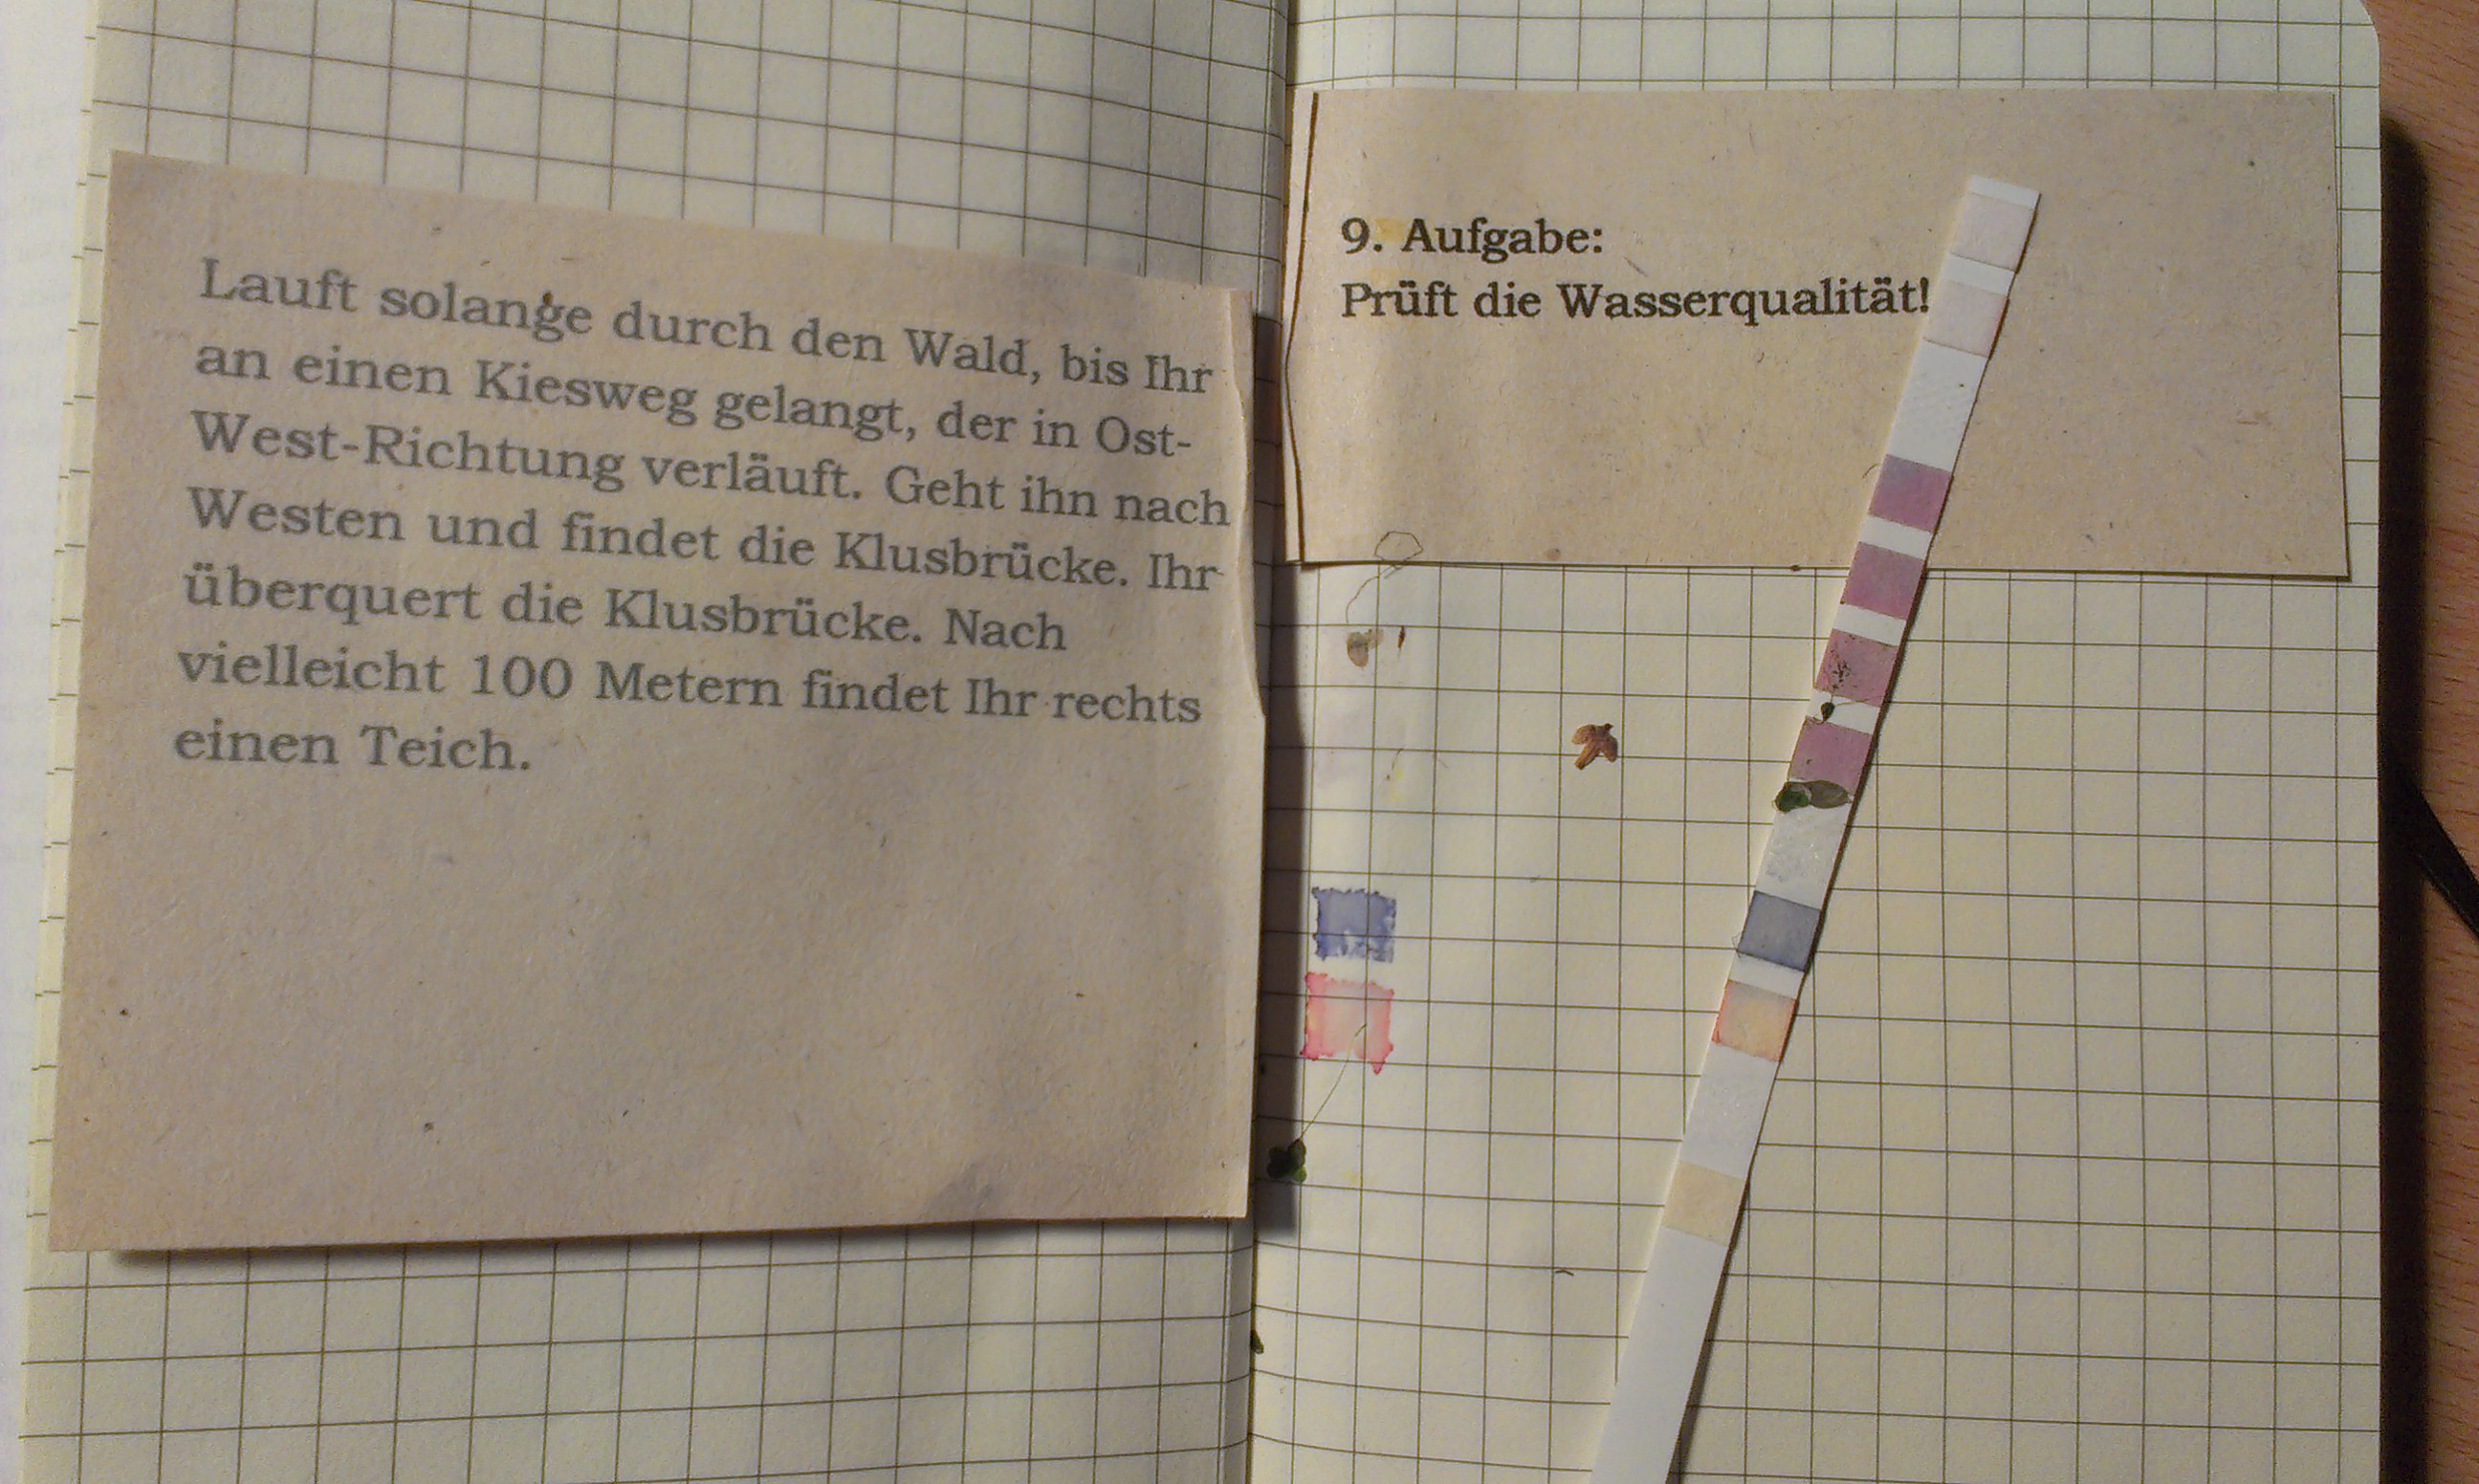 Lauft solange durch den Wald, bis Ihr
an einen Kiesweg gelangt, der in Ost-
West-Richtung verläuft. Geht ihn nach
Westen und findet die Klusbrücke. Ihr
überquert die Klusbrücke. Nach
vielleicht 100 Metern findet Ihr rechts
einen Teich.
9. Aufgabe:
Prüft die Wasserqualität!